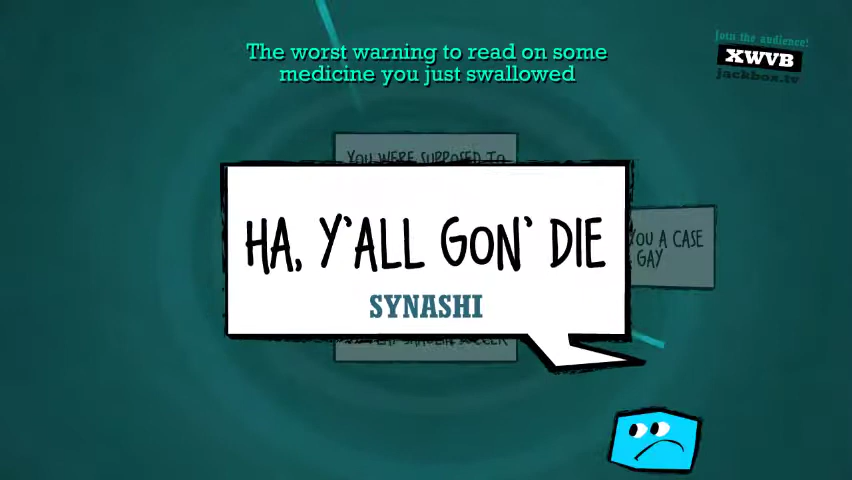 The worst warning to read on some
medicine you just swallowed
Join the audience!
XWVB
jackbox.tv
YOU WERE SUPPOSED TO
HA, Y'ALL GON' DIE
SYNASHI
YOU A CASE
GAY